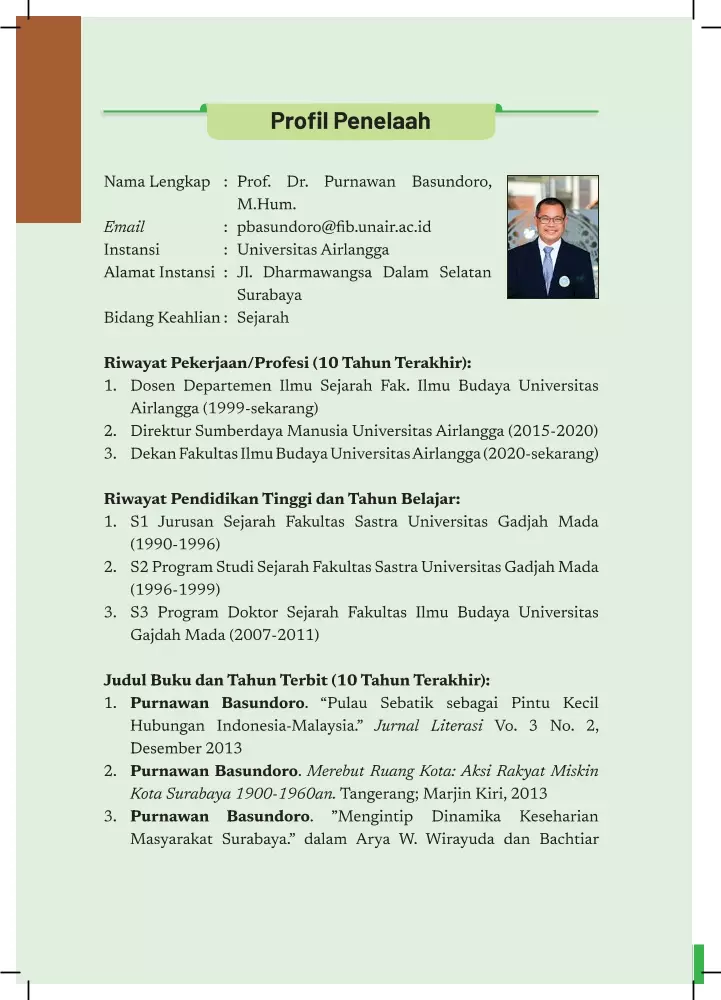 Profil Penelaah
Nama Lengkap : Prof. Dr. Purnawan Basundoro,
M.Hum.
Email : pbasundoro@fib.unair.ac.id
Instansi : Universitas Airlangga
Alamat Instansi : Jl. Dharmawangsa Dalam Selatan
Surabaya
Bidang Keahlian : Sejarah
Riwayat Pekerjaan/Profesi (10 Tahun Terakhir):
1. Dosen Departemen Ilmu Sejarah Fak. Ilmu Budaya Universitas
Airlangga (1999-sekarang)
2. Direktur Sumberdaya Manusia Universitas Airlangga (2015-2020)
3. Dekan Fakultas Ilmu Budaya Universitas Airlangga (2020-sekarang)
Riwayat Pendidikan Tinggi dan Tahun Belajar:
1. S1 Jurusan Sejarah Fakultas Sastra Universitas Gadjah Mada
(1990-1996)
2. S2 Program Studi Sejarah Fakultas Sastra Universitas Gadjah Mada
(1996-1999)
3. S3 Program Doktor Sejarah Fakultas Ilmu Budaya Universitas
Gajdah Mada (2007-2011)
Judul Buku dan Tahun Terbit (10 Tahun Terakhir):
1. Purnawan Basundoro. “Pulau Sebatik sebagai Pintu Kecil
Hubungan Indonesia-Malaysia.” Jurnal Literasi Vo. 3 No. 2,
Desember 2013
2. Purnawan Basundoro. Merebut Ruang Kota: Aksi Rakyat Miskin
Kota Surabaya 1900-1960an. Tangerang; Marjin Kiri, 2013
3. Purnawan Basundoro. ”Mengintip Dinamika Keseharian
Masyarakat Surabaya.” dalam Arya W. Wirayuda dan Bachtiar